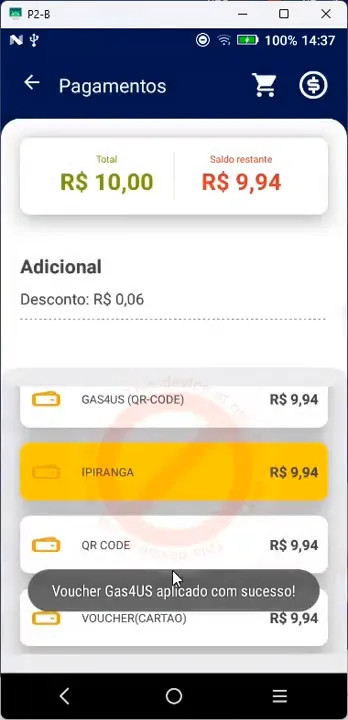 P2-B
100% 14:37
Pagamentos
Total
Saldo restante
R$ 10,00
R$ 9,94
Adicional
Desconto: R$ 0,06
GAS4US (QR-CODE)
R$ 9,94
IPIRANGA
R$ 9,94
QR CODE
R$ 9,94
Voucher Gas4US aplicado com sucesso!
VOUCHER(CARTAO)
R$ 9,94